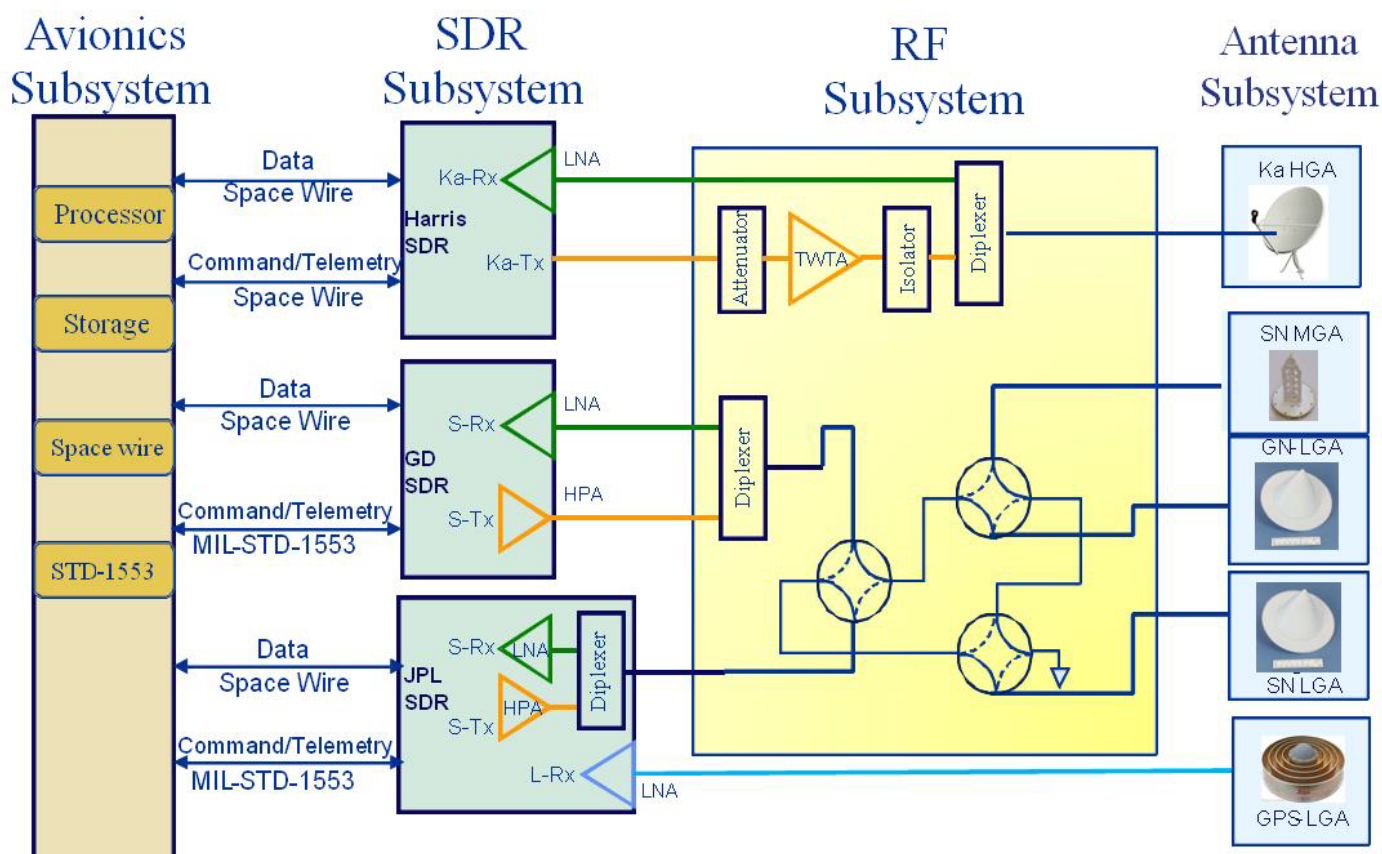 Avionics
Subsystem
SDR
Subsystem
RF
Subsystem
Antenna
Subsystem
Processor
Storage
Space wire
STD-1553
Data
Space Wire
Command/Telemetry
Space Wire
Data
Space Wire
Command/Telemetry
MIL-STD-1553
Data
Space Wire
Command/Telemetry
MIL-STD-1553
Ka-Rx
LNA
Harris
SDR
Ka-Tx
S-Rx
LNA
GD
SDR
S-Tx
HPA
S-Rx
LNA
JPL
SDR
S-Tx
HPA
Diplexer
L-Rx
LNA
Attenuator
TWTA
Isolator
Diplexer
Diplexer
Ka HGA
SN MGA
GN-LGA
SN LGA
GPS-LGA